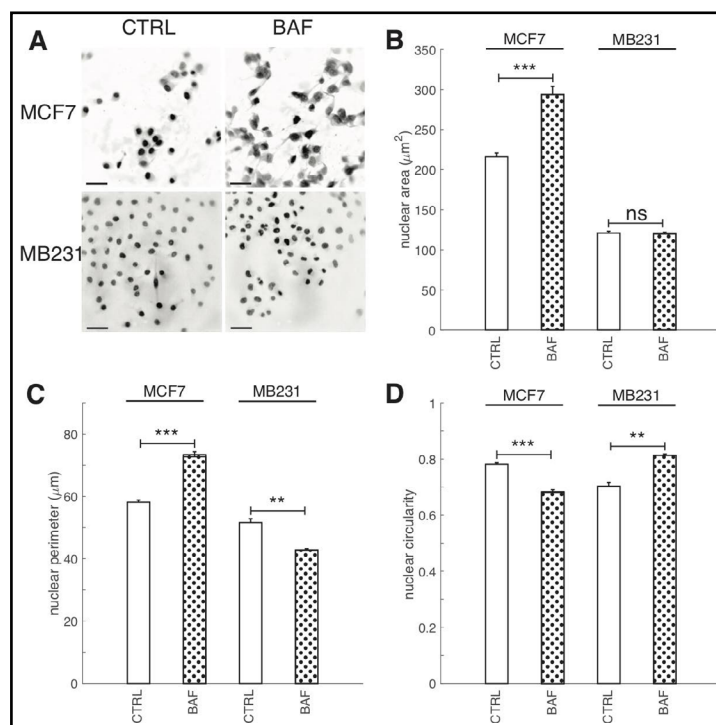 A
CTRL
BAF
MCF7
MB231
B
MCF7
MB231
***
ns
350
300
250
200
150
100
50
0
nuclear area (μm²)
CTRL
BAF
CTRL
BAF
C
MCF7
MB231
***
**
80
60
40
20
0
nuclear perimeter (μm)
CTRL
BAF
CTRL
BAF
D
MCF7
MB231
***
**
1
0.8
0.6
0.4
0.2
0
nuclear circularity
CTRL
BAF
CTRL
BAF